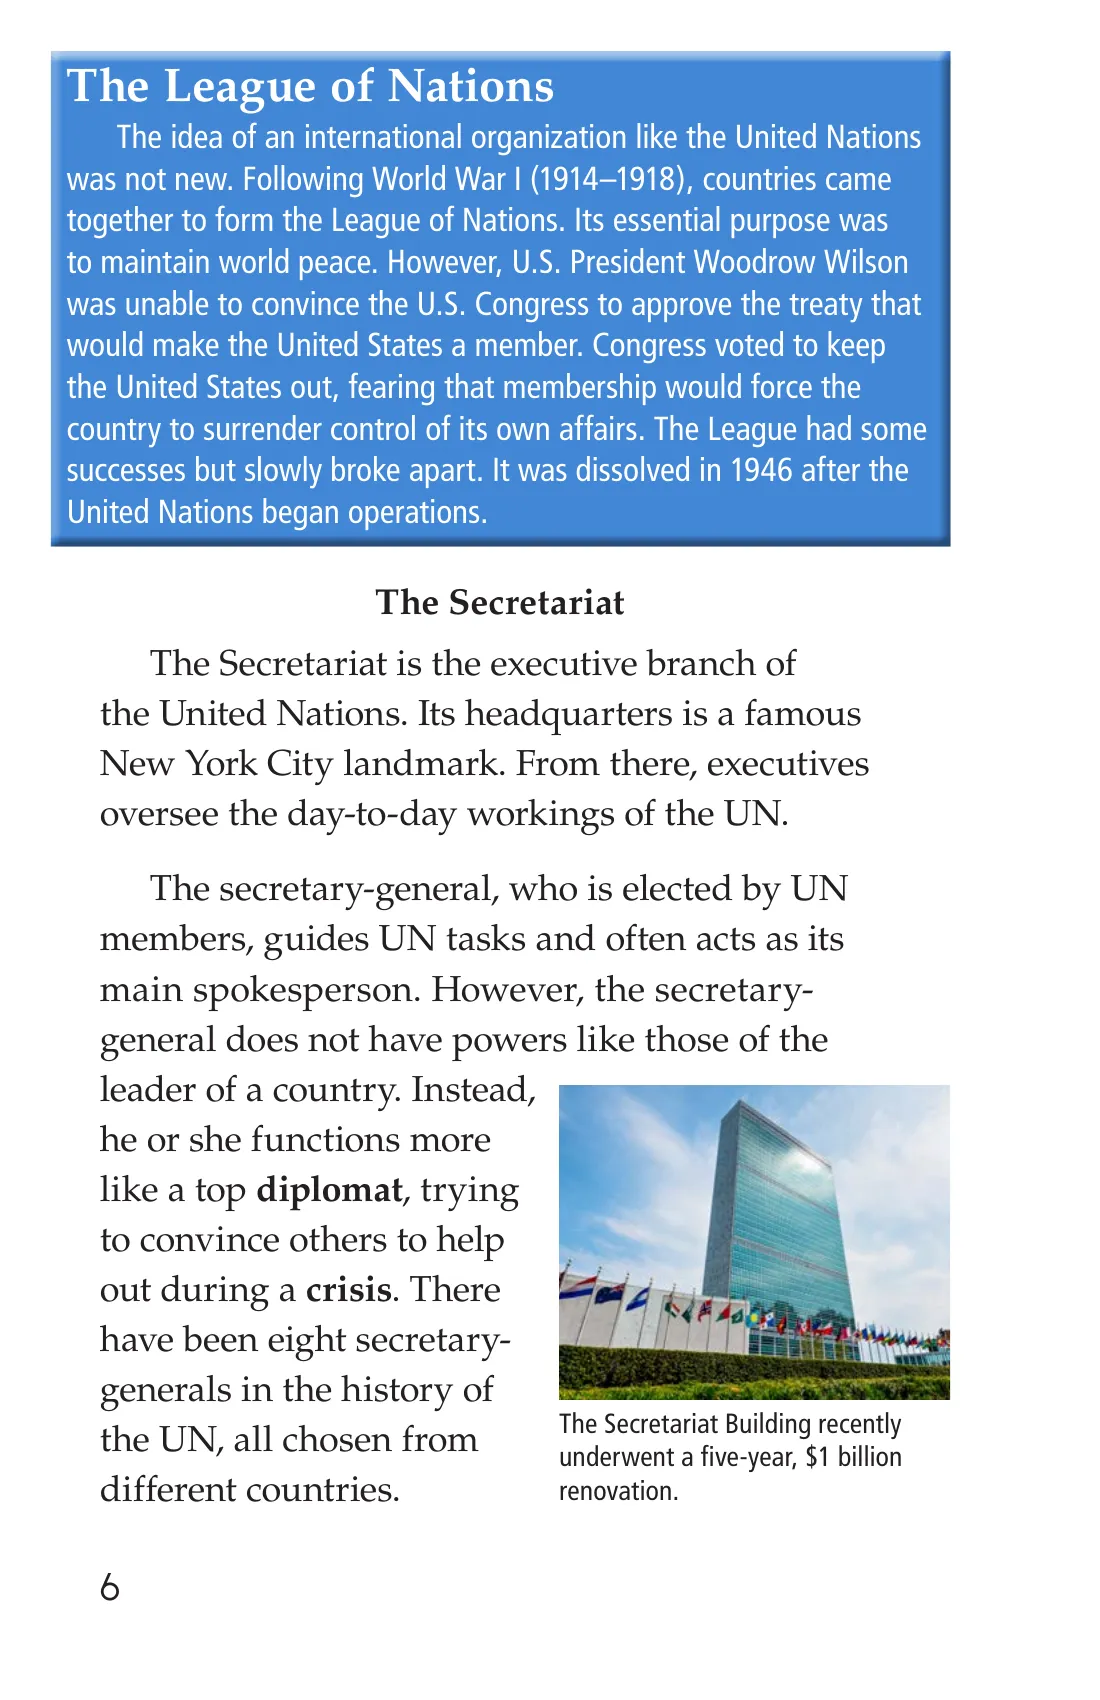 The League of Nations
The idea of an international organization like the United Nations
was not new. Following World War I (1914–1918), countries came
together to form the League of Nations. Its essential purpose was
to maintain world peace. However, U.S. President Woodrow Wilson
was unable to convince the U.S. Congress to approve the treaty that
would make the United States a member. Congress voted to keep
the United States out, fearing that membership would force the
country to surrender control of its own affairs. The League had some
successes but slowly broke apart. It was dissolved in 1946 after the
United Nations began operations.
The Secretariat
The Secretariat is the executive branch of
the United Nations. Its headquarters is a famous
New York City landmark. From there, executives
oversee the day-to-day workings of the UN.
The secretary-general, who is elected by UN
members, guides UN tasks and often acts as its
main spokesperson. However, the secretary-
general does not have powers like those of the
leader of a country. Instead,
he or she functions more
like a top diplomat, trying
to convince others to help
out during a crisis. There
have been eight secretary-
generals in the history of
the UN, all chosen from
different countries.
The Secretariat Building recently
underwent a five-year, $1 billion
renovation.
6